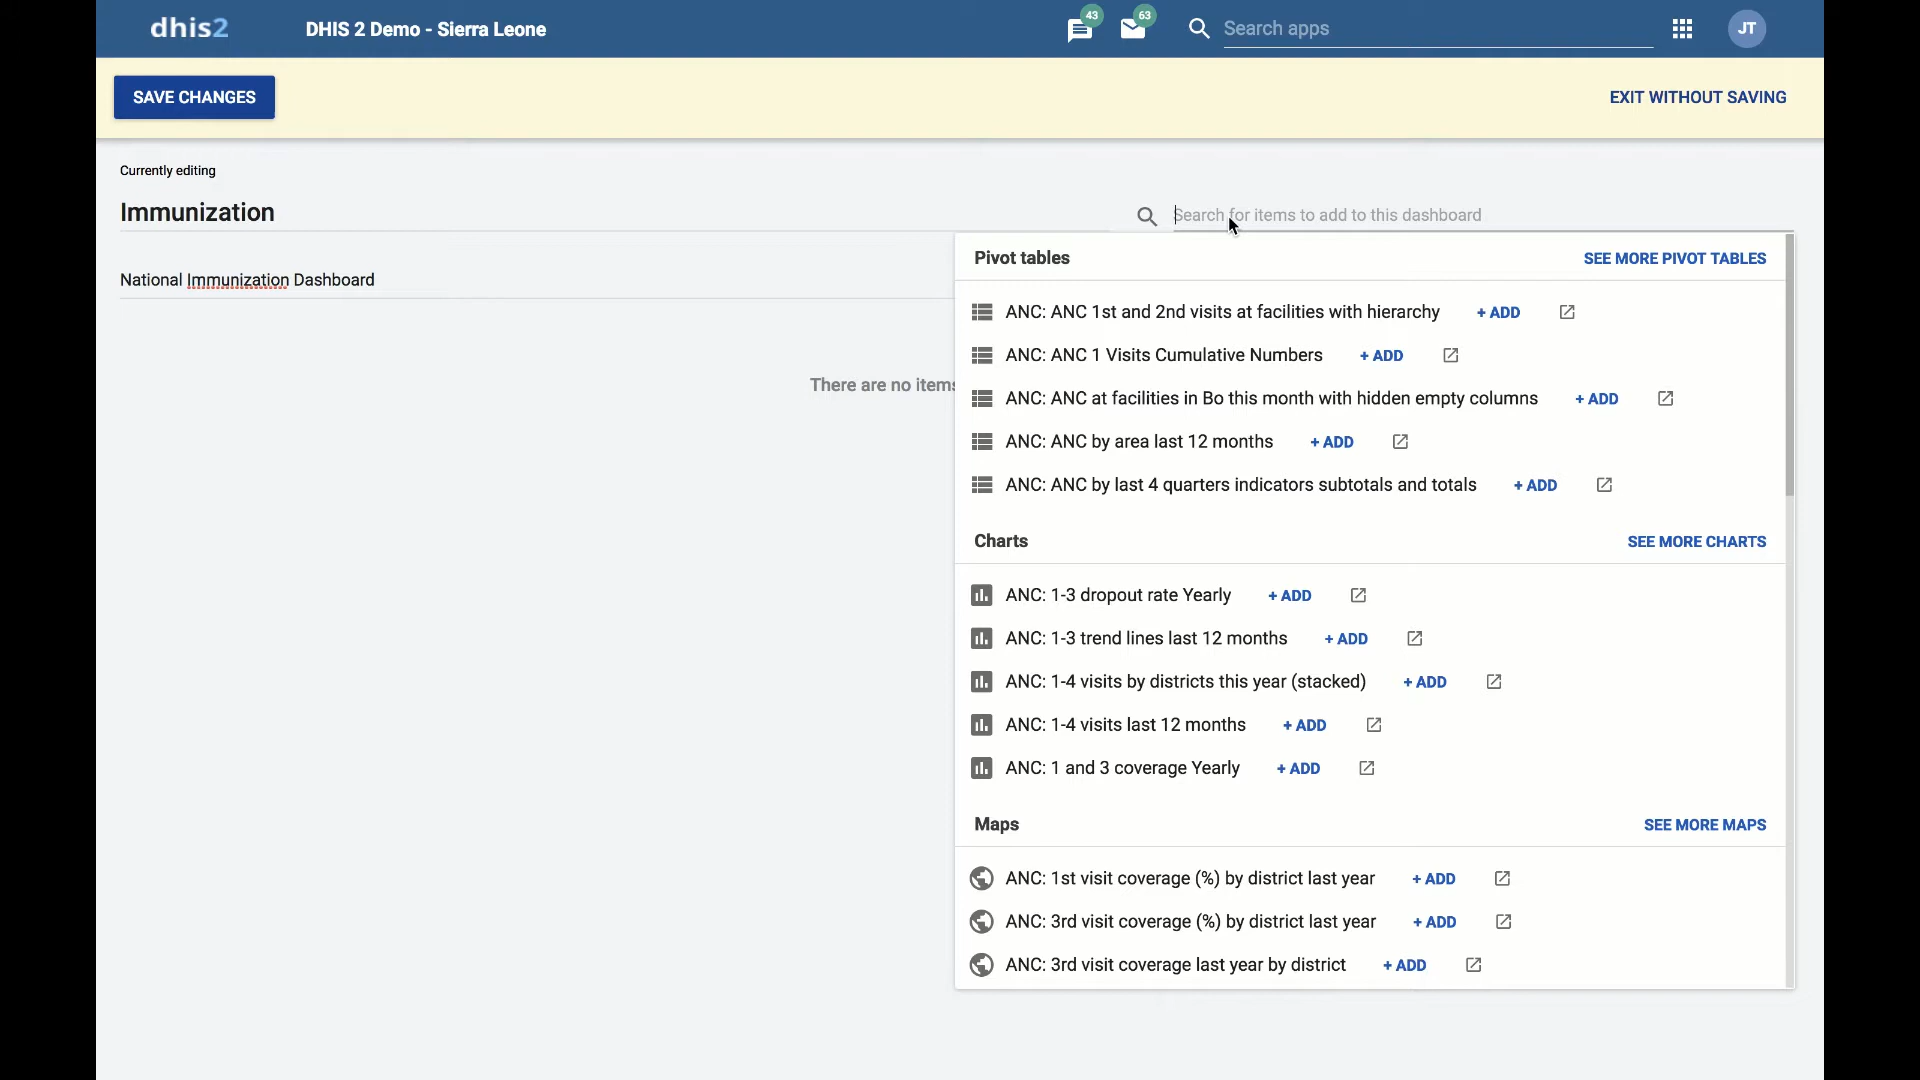 dhis2
DHIS 2 Demo - Sierra Leone
43
63
Search apps
JT
SAVE CHANGES
EXIT WITHOUT SAVING
Currently editing
Immunization
Search for items to add to this dashboard
National Immunization Dashboard
There are no items
Pivot tables
SEE MORE PIVOT TABLES
ANC: ANC 1st and 2nd visits at facilities with hierarchy + ADD
ANC: ANC 1 Visits Cumulative Numbers + ADD
ANC: ANC at facilities in Bo this month with hidden empty columns + ADD
ANC: ANC by area last 12 months + ADD
ANC: ANC by last 4 quarters indicators subtotals and totals + ADD
Charts
SEE MORE CHARTS
ANC: 1-3 dropout rate Yearly + ADD
ANC: 1-3 trend lines last 12 months + ADD
ANC: 1-4 visits by districts this year (stacked) + ADD
ANC: 1-4 visits last 12 months + ADD
ANC: 1 and 3 coverage Yearly + ADD
Maps
SEE MORE MAPS
ANC: 1st visit coverage (%) by district last year + ADD
ANC: 3rd visit coverage (%) by district last year + ADD
ANC: 3rd visit coverage last year by district + ADD